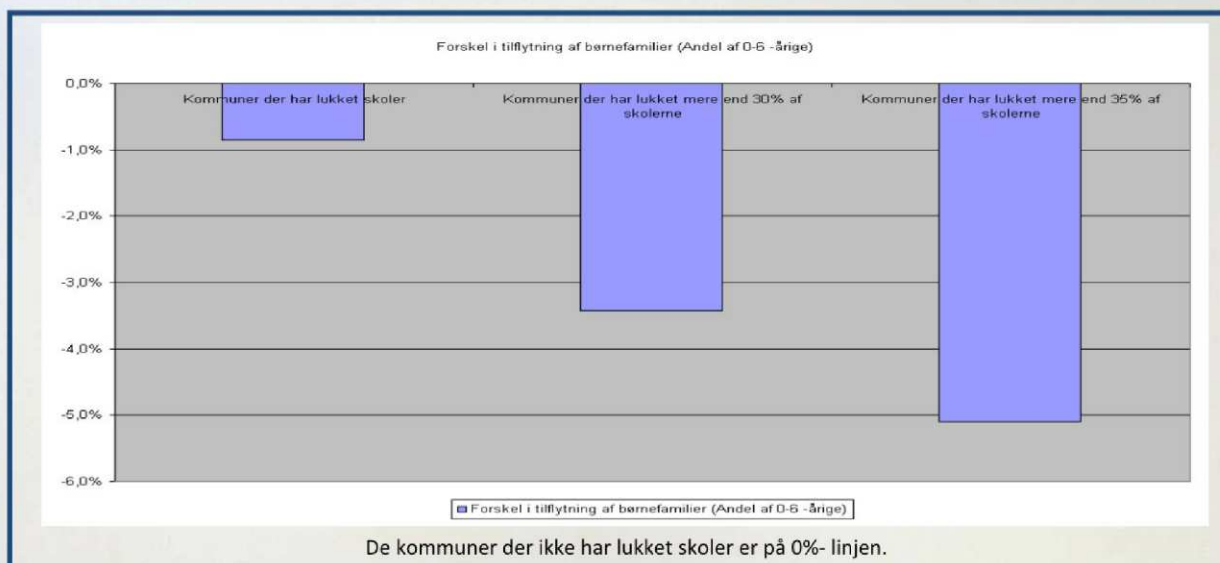 Forskel i tilflytning af børnefamilier (Andel af 0-6 -årige)
0,0%
Kommuner der har lukket skoler
Kommuner der har lukket mere end 30% af
skolerne
Kommuner der har lukket mere end 35% af
skolerne
-1,0%
-2,0%
-3,0%
-4,0%
-5,0%
-6,0%
Forskel i tilflytning af børnefamilier (Andel af 0-6 -årige)
De kommuner der ikke har lukket skoler er på 0%- linjen.